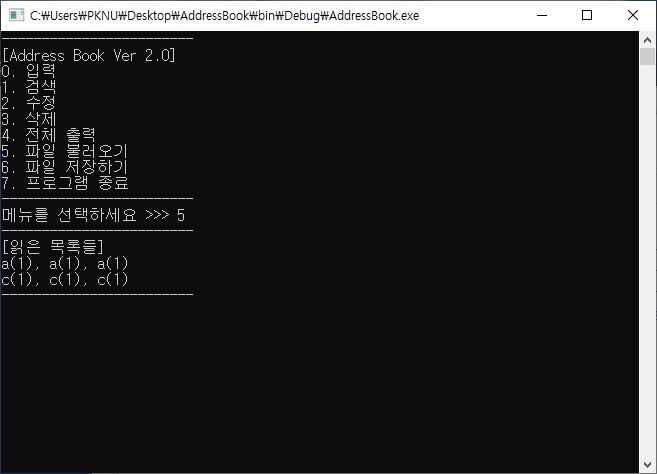 C:₩Users₩PKNU₩Desktop₩AddressBook₩bin₩Debug₩AddressBook.exe
------------------------
[Address Book Ver 2.0]
0. 입력
1. 검색
2. 수정
3. 삭제
4. 전체 출력
5. 파일 불러오기
6. 파일 저장하기
7. 프로그램 종료
------------------------
메뉴를 선택하세요 >>> 5
------------------------
[읽은 목록들]
a(1), a(1), a(1)
c(1), c(1), c(1)
------------------------